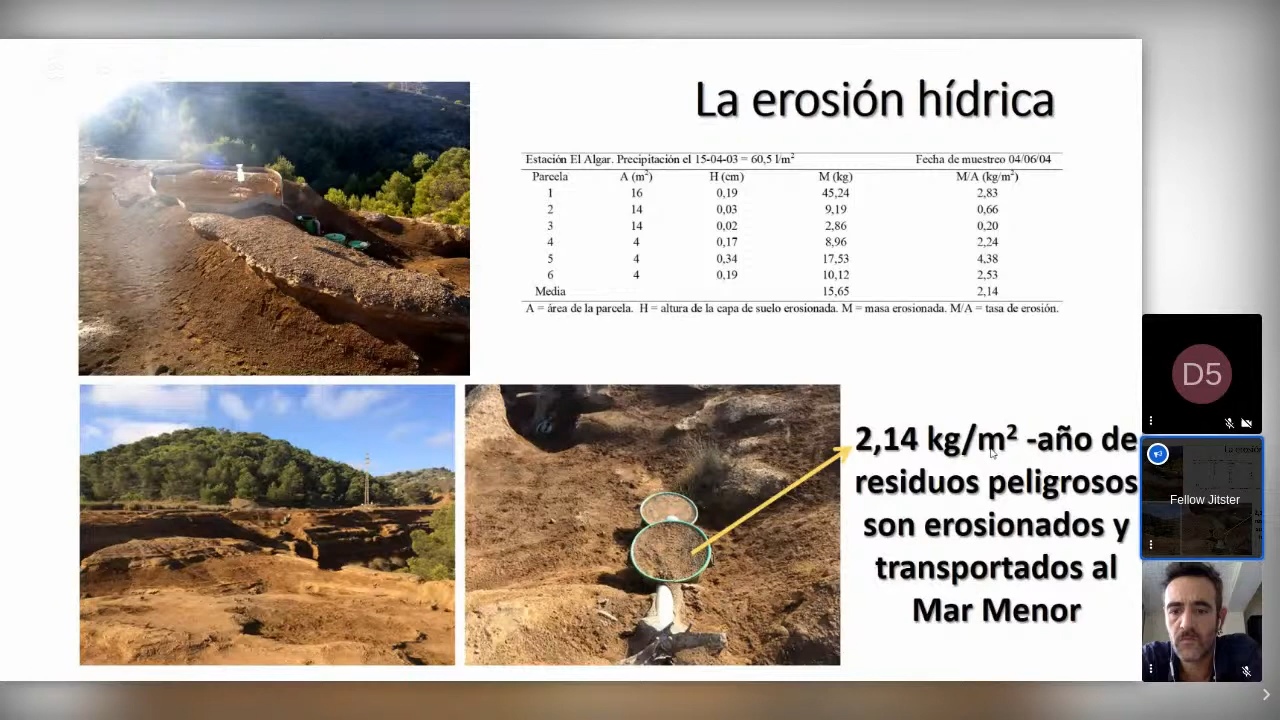 La erosión hídrica
Estación El Algar. Precipitación el 15-04-03 = 60,5 l/m² Fecha de muestreo 04/06/04
Parcela A (m²) H (cm) M (kg) M/A (kg/m²)
1 16 0,19 45,24 2,83
2 14 0,03 9,19 0,66
3 14 0,02 2,86 0,20
4 4 0,17 8,96 2,24
5 4 0,34 17,53 4,38
6 4 0,19 10,12 2,53
Media 15,65 2,14
A = área de la parcela. H = altura de la capa de suelo erosionada. M = masa erosionada. M/A = tasa de erosión.
2,14 kg/m² -año de
residuos peligrosos
son erosionados y
transportados al
Mar Menor
D5
Fellow Jitster